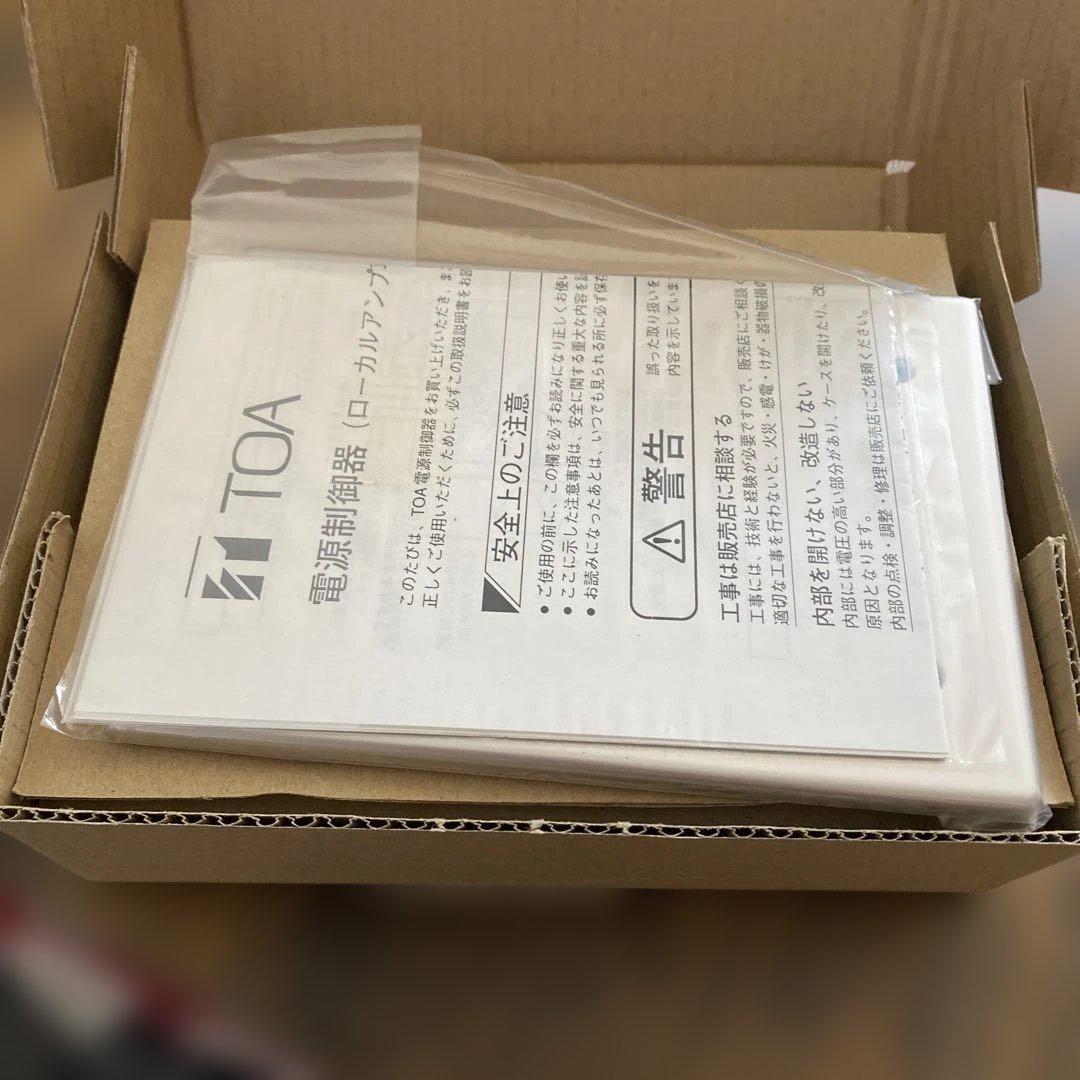 TOA
電源制御器（ローカルアンプ
このたびは、TOA 電源制御器をお買い上げいただき、ま
正しくご使用いただくために、必ずこの取扱説明書をお読
安全上のご注意
● ご使用の前に、この欄を必ずお読みになり正しくお使い
● ここに示した注意事項は、安全に関する重大な内容を記
● お読みになったあとは、いつでも見られる所に必ず保存
警告
誤った取り扱いを
内容を示していま
工事は販売店に相談する
工事には、技術と経験が必要ですので、販売店にご相談く
適切な工事を行わないと、火災・感電・けが・器物破損の
内部を開けない、改造しない
内部には電圧の高い部分があり、ケースを開けたり、改
原因となります。
内部の点検・調整・修理は販売店にご依頼ください。